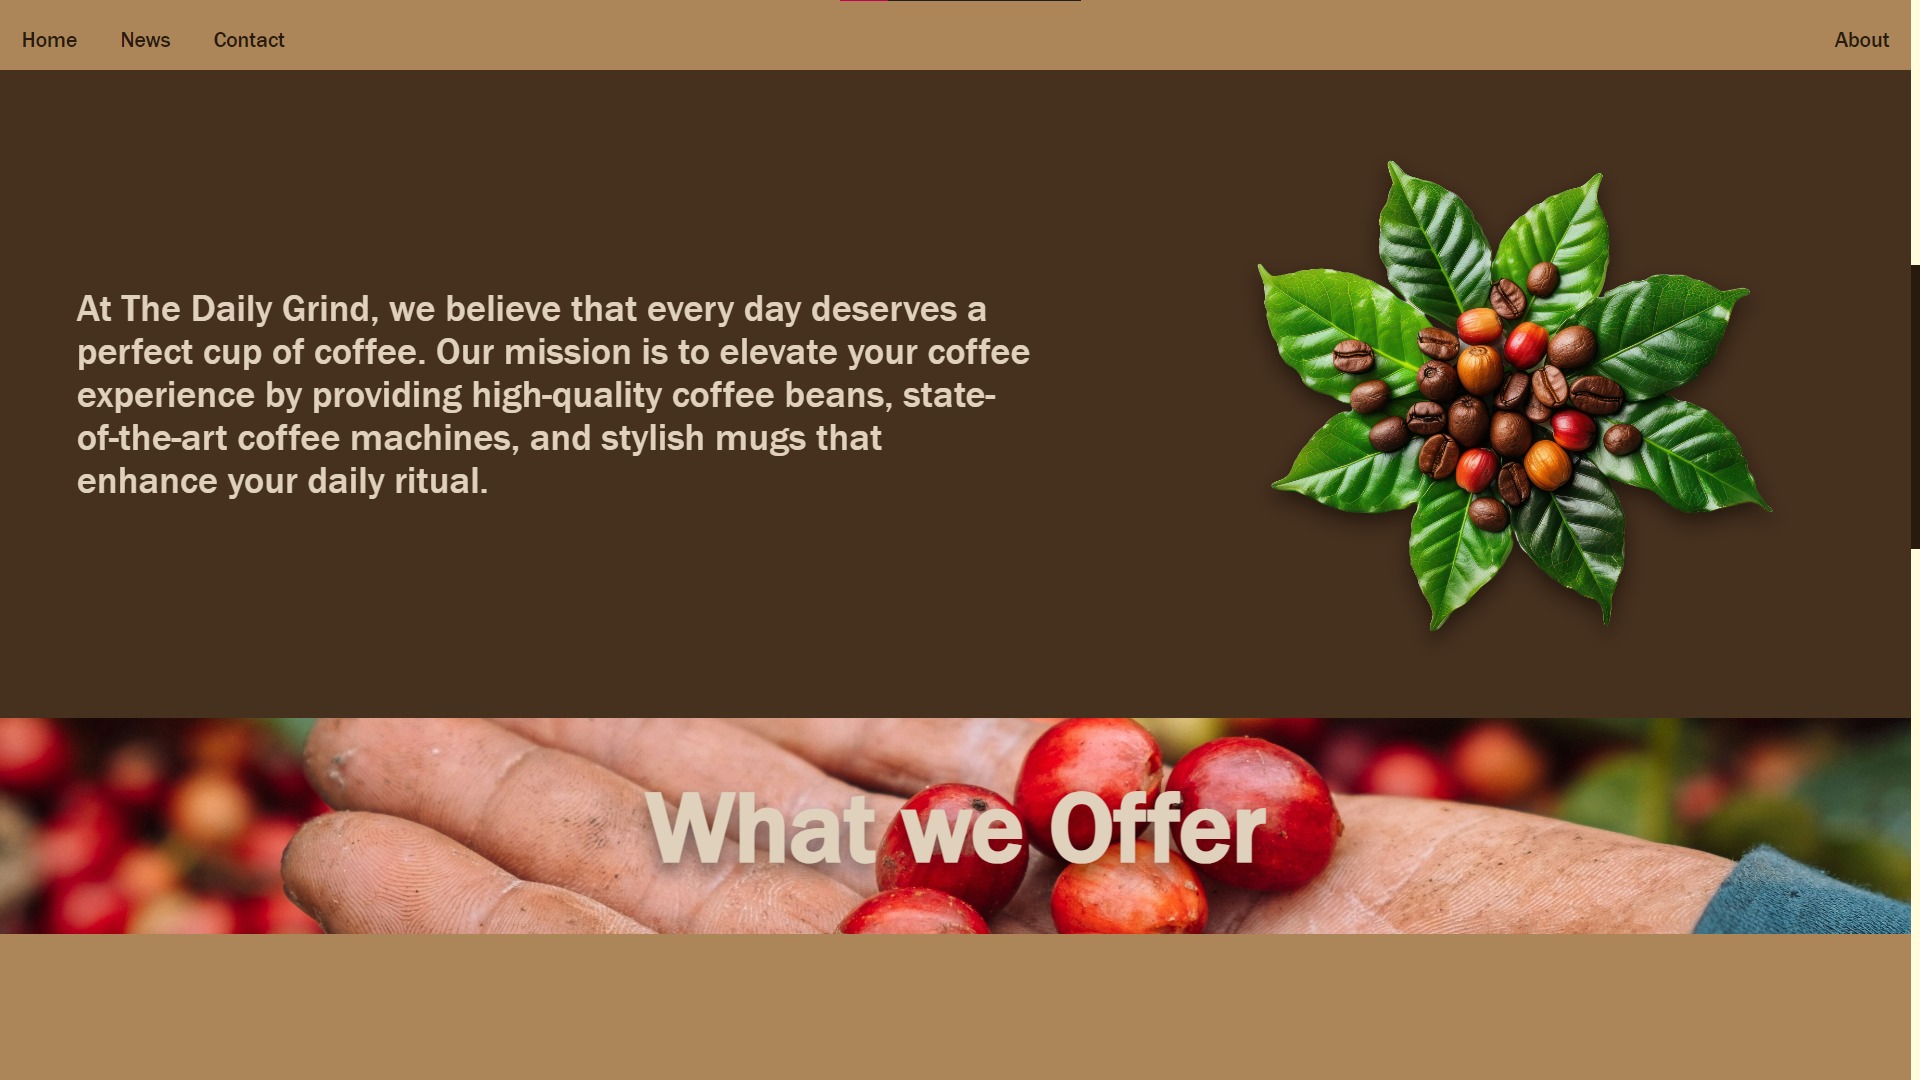 Home News Contact About
At The Daily Grind, we believe that every day deserves a
perfect cup of coffee. Our mission is to elevate your coffee
experience by providing high-quality coffee beans, state-
of-the-art coffee machines, and stylish mugs that
enhance your daily ritual.
What we Offer